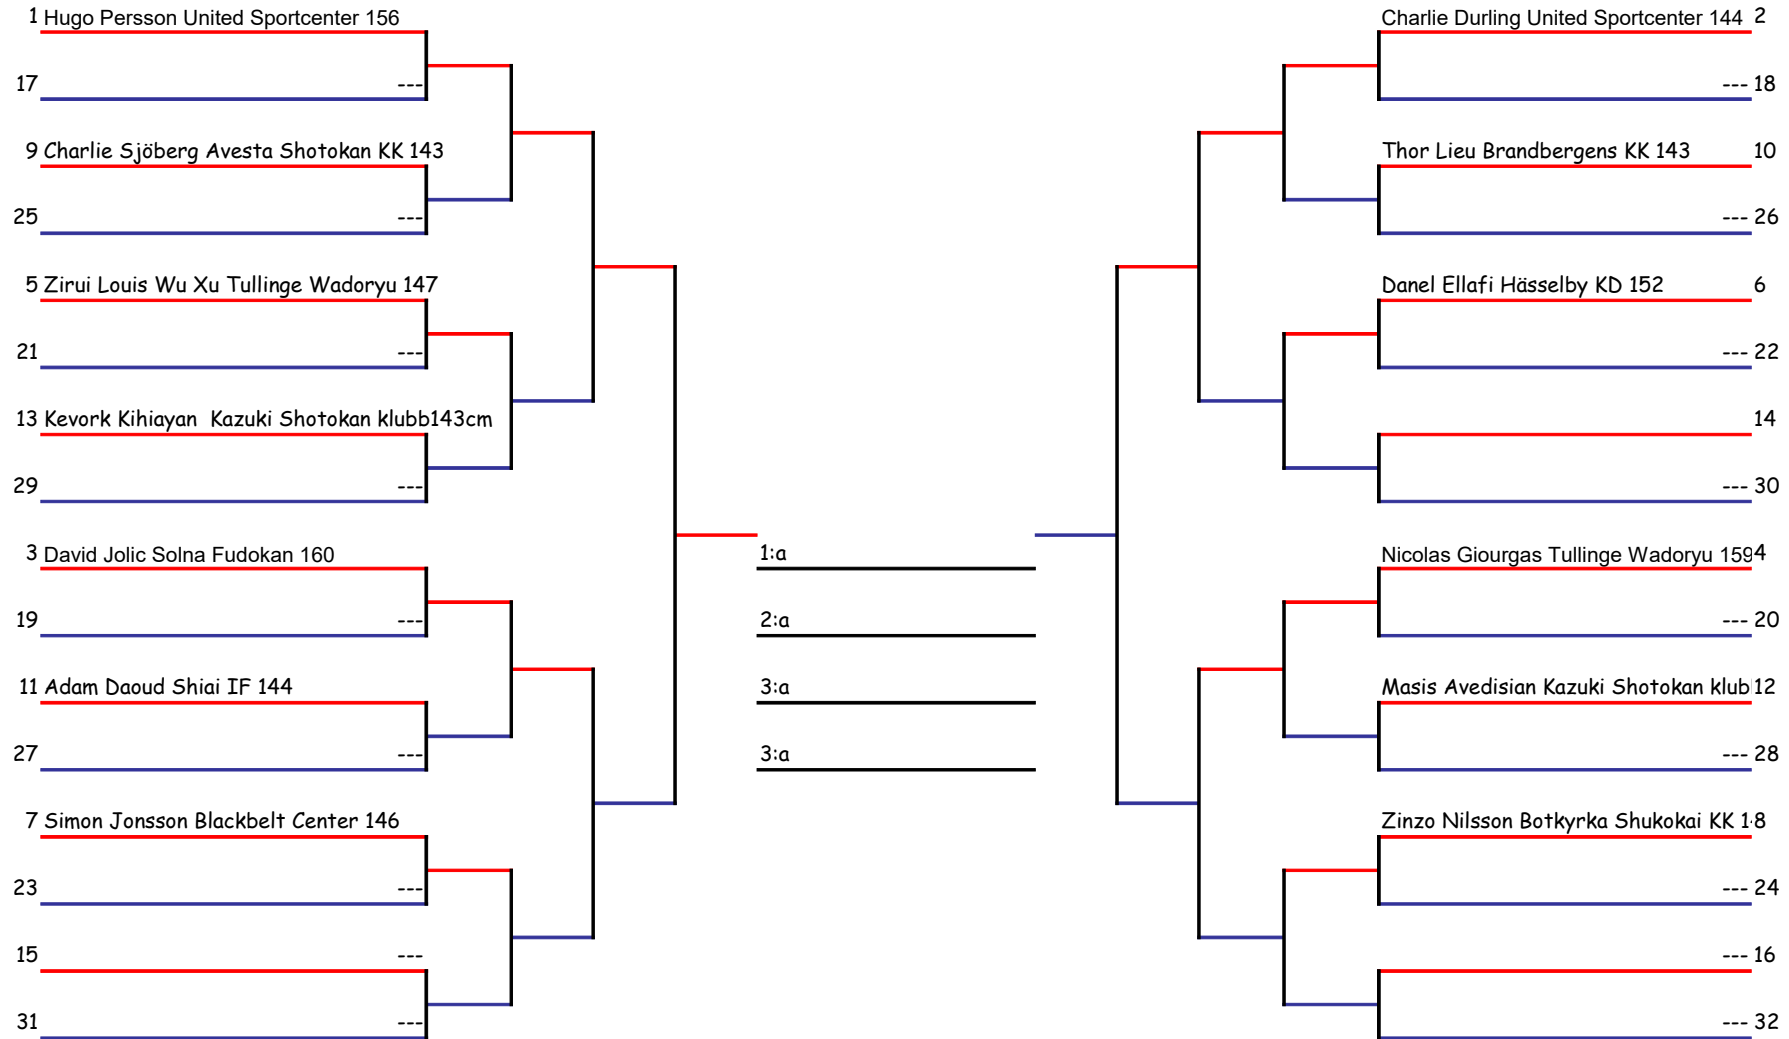 1 Hugo Persson United Sportcenter 156
17 ---
9 Charlie Sjöberg Avesta Shotokan KK 143
25 ---
5 Zirui Louis Wu Xu Tullinge Wadoryu 147
21 ---
13 Kevork Kihiayan  Kazuki Shotokan klubb143cm
29 ---
3 David Jolic Solna Fudokan 160
19 ---
11 Adam Daoud Shiai IF 144
27 ---
7 Simon Jonsson Blackbelt Center 146
23 ---
15 ---
31 ---
1:a
2:a
3:a
3:a
Charlie Durling United Sportcenter 144 2
--- 18
Thor Lieu Brandbergens KK 143 10
--- 26
Danel Ellafi Hässelby KD 152 6
--- 22
14
--- 30
Nicolas Giourgas Tullinge Wadoryu 159 4
--- 20
Masis Avedisian Kazuki Shotokan klub 12
--- 28
Zinzo Nilsson Botkyrka Shukokai KK 1 8
--- 24
--- 16
--- 32